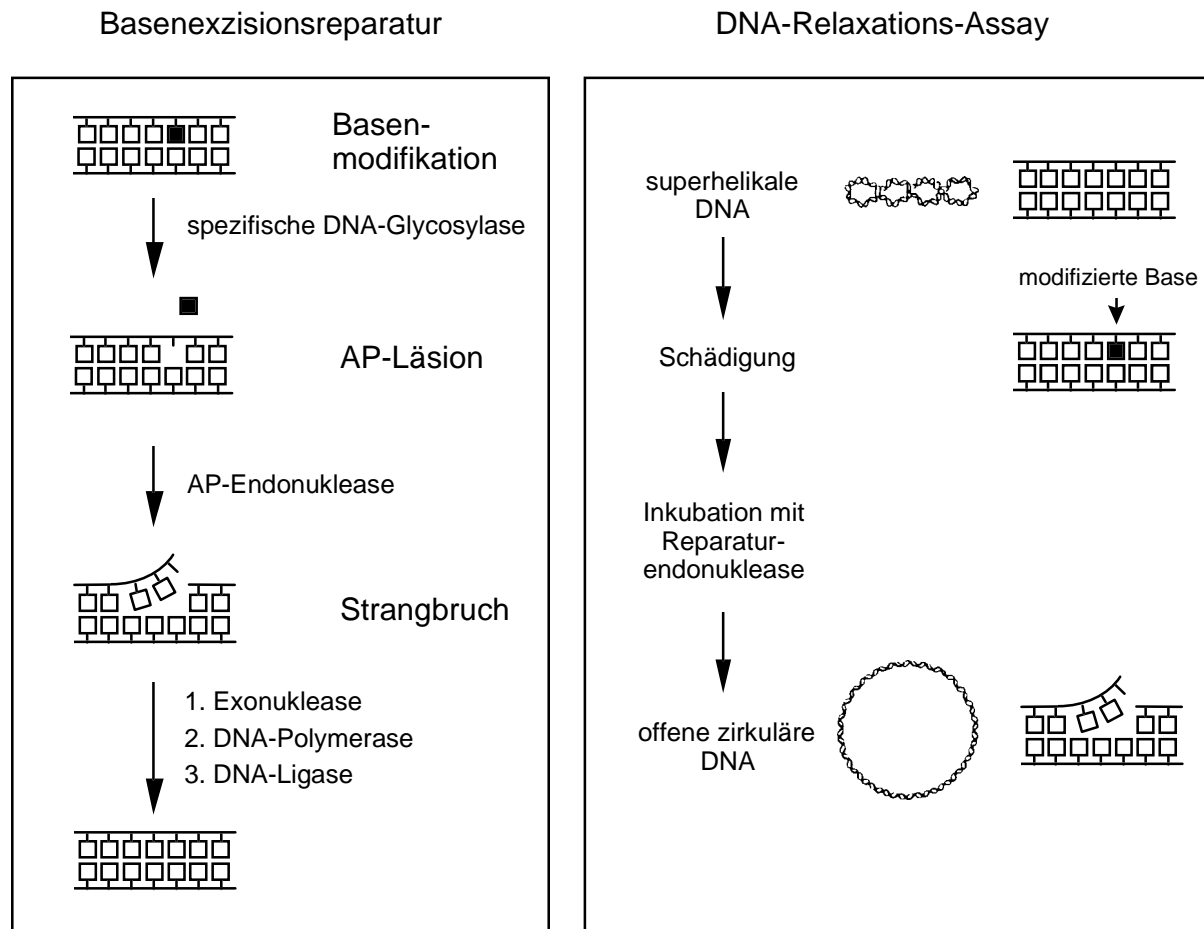 Basenexzisionsreparatur
Basen-
modifikation
spezifische DNA-Glycosylase
AP-Läsion
AP-Endonuklease
Strangbruch
1. Exonuklease
2. DNA-Polymerase
3. DNA-Ligase
DNA-Relaxations-Assay
superhelikale
DNA
modifizierte Base
Schädigung
Inkubation mit
Reparatur-
endonuklease
offene zirkuläre
DNA